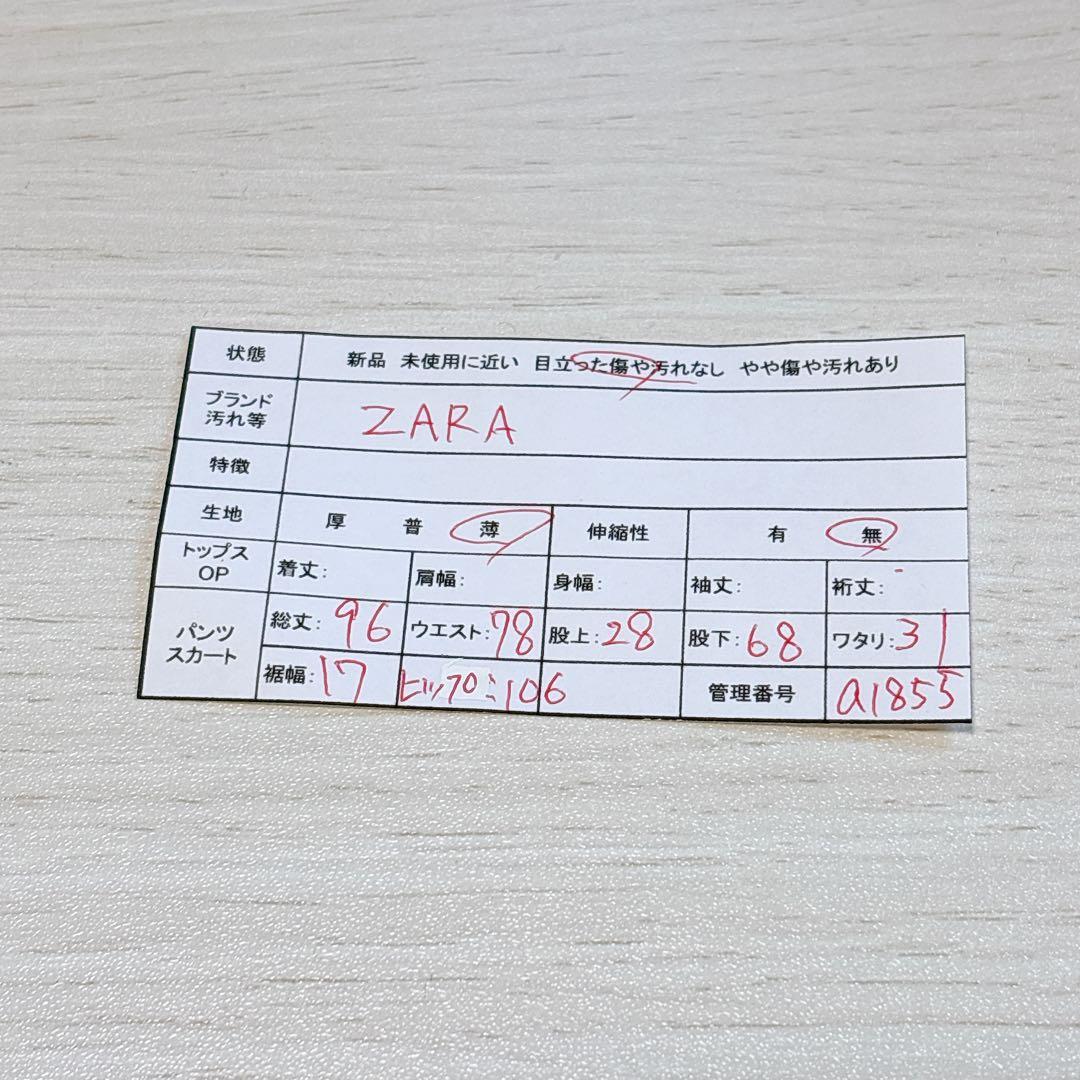 状態 新品 未使用に近い 目立った傷や汚れなし やや傷や汚れあり
ブランド
汚れ等 ZARA
特徴
生地 厚 普 薄 伸縮性 有 無
トップス
OP 着丈: 肩幅: 身幅: 袖丈: 裄丈:
パンツ
スカート 総丈:96 ウエスト:78 股上:28 股下:68 ワタリ:31
裾幅:17 ヒップ:106 管理番号 a1855